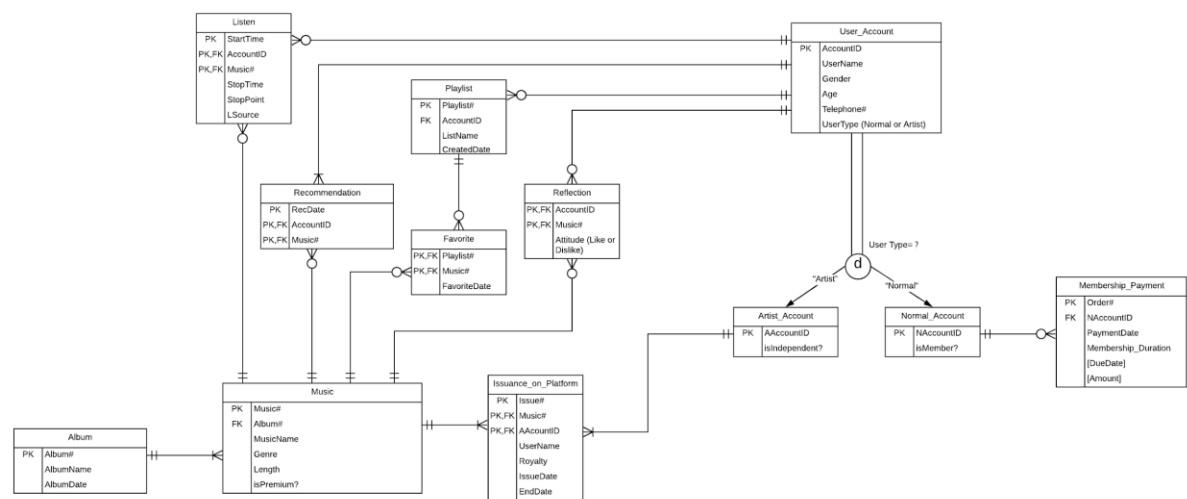 Listen
PK StartTime
PK,FK AccountID
PK,FK Music#
StopTime
StopPoint
LSource
User_Account
PK AccountID
UserName
Gender
Age
Telephone#
UserType (Normal or Artist)
Playlist
PK Playlist#
FK AccountID
ListName
CreatedDate
Recommendation
PK RecDate
PK,FK AccountID
PK,FK Music#
Reflection
PK,FK AccountID
PK,FK Music#
Attitude (Like or
Dislike)
Favorite
PK,FK Playlist#
PK,FK Music#
FavoriteDate
User Type= ?
d
"Artist"
"Normal"
Artist_Account
PK AAccountID
isIndependent?
Normal_Account
PK NAccountID
isMember?
Membership_Payment
PK Order#
FK NAccountID
PaymentDate
Membership_Duration
[DueDate]
[Amount]
Music
PK Music#
FK Album#
MusicName
Genre
Length
isPremium?
Issuance_on_Platform
PK Issue#
PK,FK Music#
PK,FK AAcountID
UserName
Royalty
IssueDate
EndDate
Album
PK Album#
AlbumName
AlbumDate